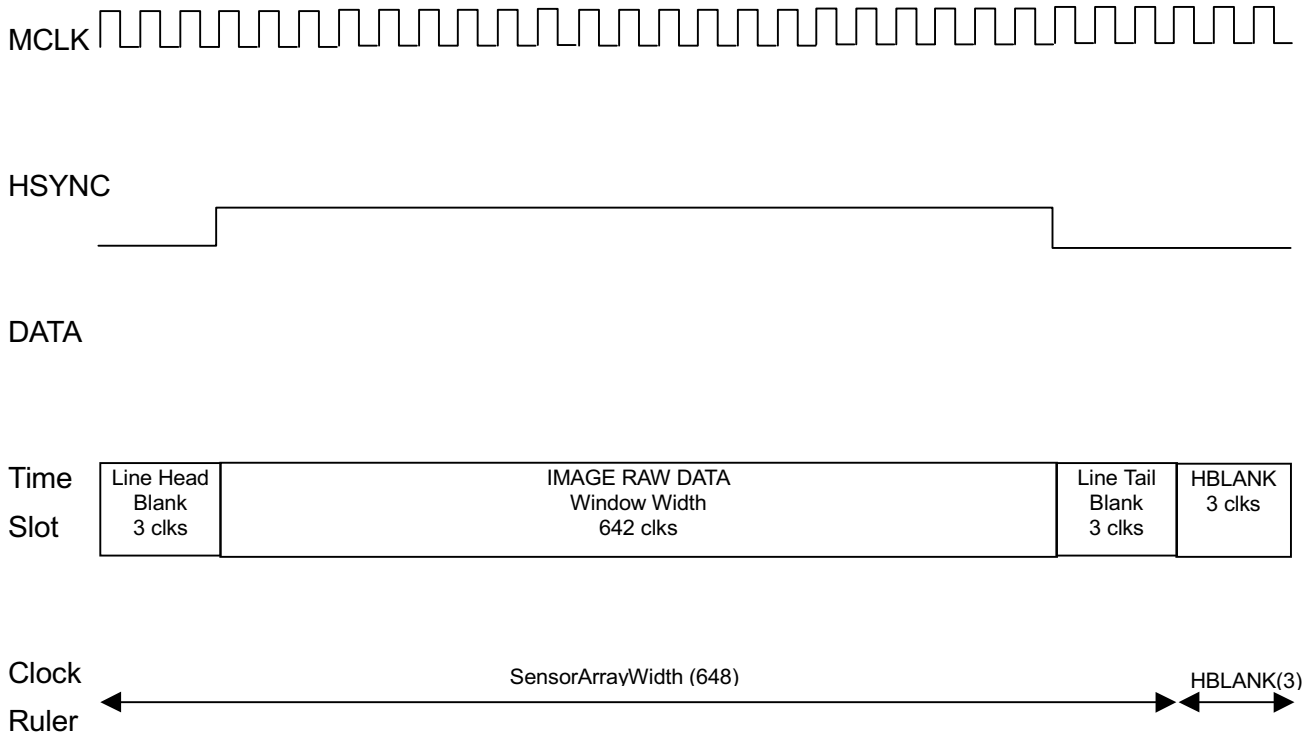 MCLK
HSYNC
DATA
Time
Slot
Line Head
Blank
3 clks
IMAGE RAW DATA
Window Width
642 clks
Line Tail
Blank
3 clks
HBLANK
3 clks
Clock
Ruler
SensorArrayWidth (648)
HBLANK(3)